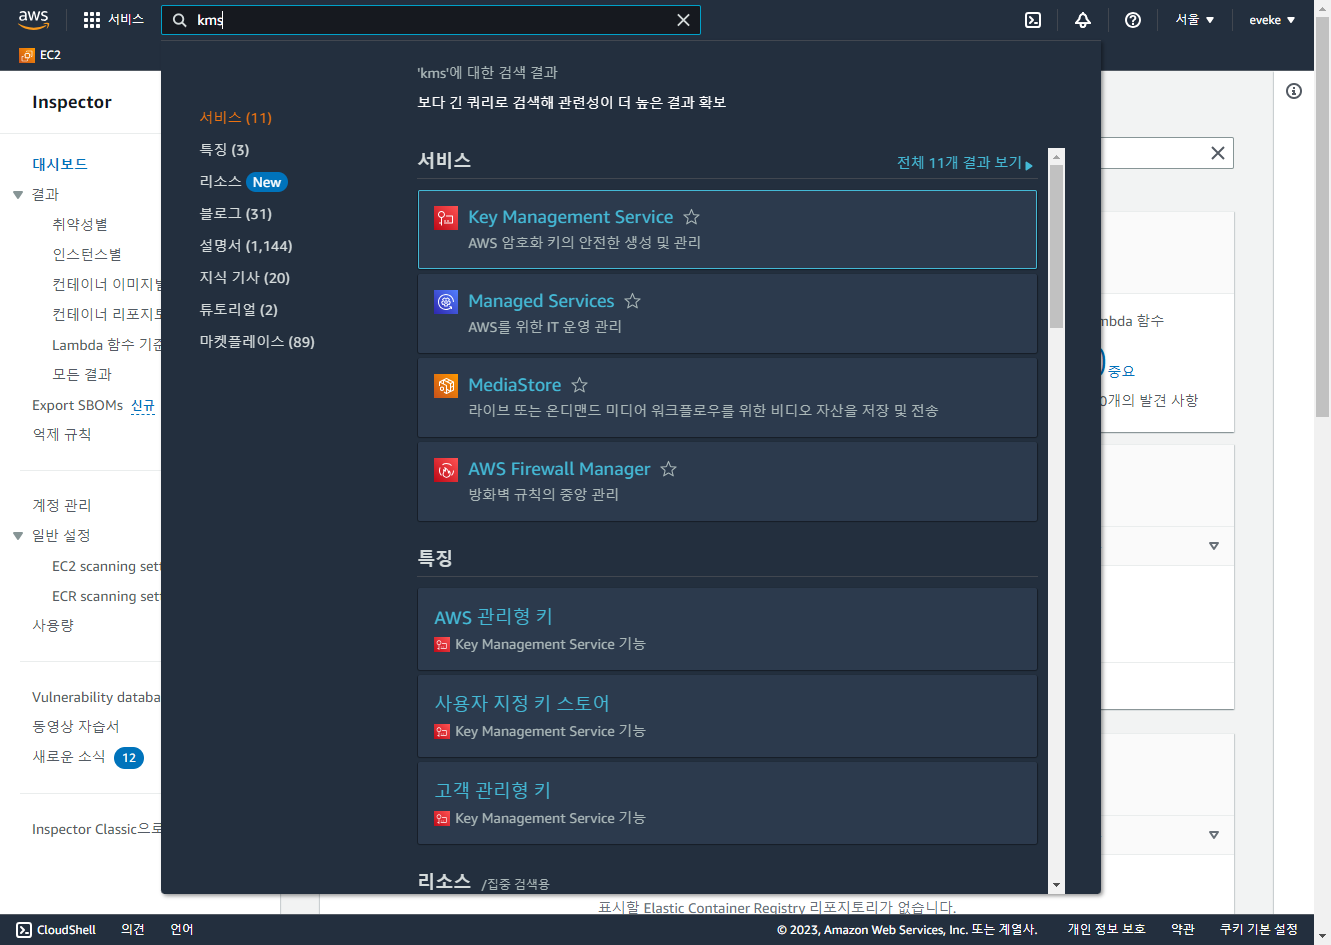 aws
서비스
kms
서울 ▼
eveke ▼
EC2
Inspector
대시보드
결과
취약성별
인스턴스별
컨테이너 이미지별
컨테이너 리포지토
Lambda 함수 기준
모든 결과
Export SBOMs 신규
억제 규칙
계정 관리
일반 설정
EC2 scanning sett
ECR scanning sett
사용량
Vulnerability databa
동영상 자습서
새로운 소식 12
Inspector Classic으로
'kms'에 대한 검색 결과
보다 긴 쿼리로 검색해 관련성이 더 높은 결과 확보
서비스 (11)
특징 (3)
리소스 New
블로그 (31)
설명서 (1,144)
지식 기사 (20)
튜토리얼 (2)
마켓플레이스 (89)
서비스
전체 11개 결과 보기 ▶
Key Management Service
AWS 암호화 키의 안전한 생성 및 관리
Managed Services
AWS를 위한 IT 운영 관리
MediaStore
라이브 또는 온디맨드 미디어 워크플로우를 위한 비디오 자산을 저장 및 전송
AWS Firewall Manager
방화벽 규칙의 중앙 관리
특징
AWS 관리형 키
Key Management Service 기능
사용자 지정 키 스토어
Key Management Service 기능
고객 관리형 키
Key Management Service 기능
리소스 /집중 검색용
mbda 함수
중요
0개의 발견 사항
표시할 Elastic Container Registry 리포지토리가 없습니다.
CloudShell
의견
언어
© 2023, Amazon Web Services, Inc. 또는 계열사.
개인 정보 보호
약관
쿠키 기본 설정